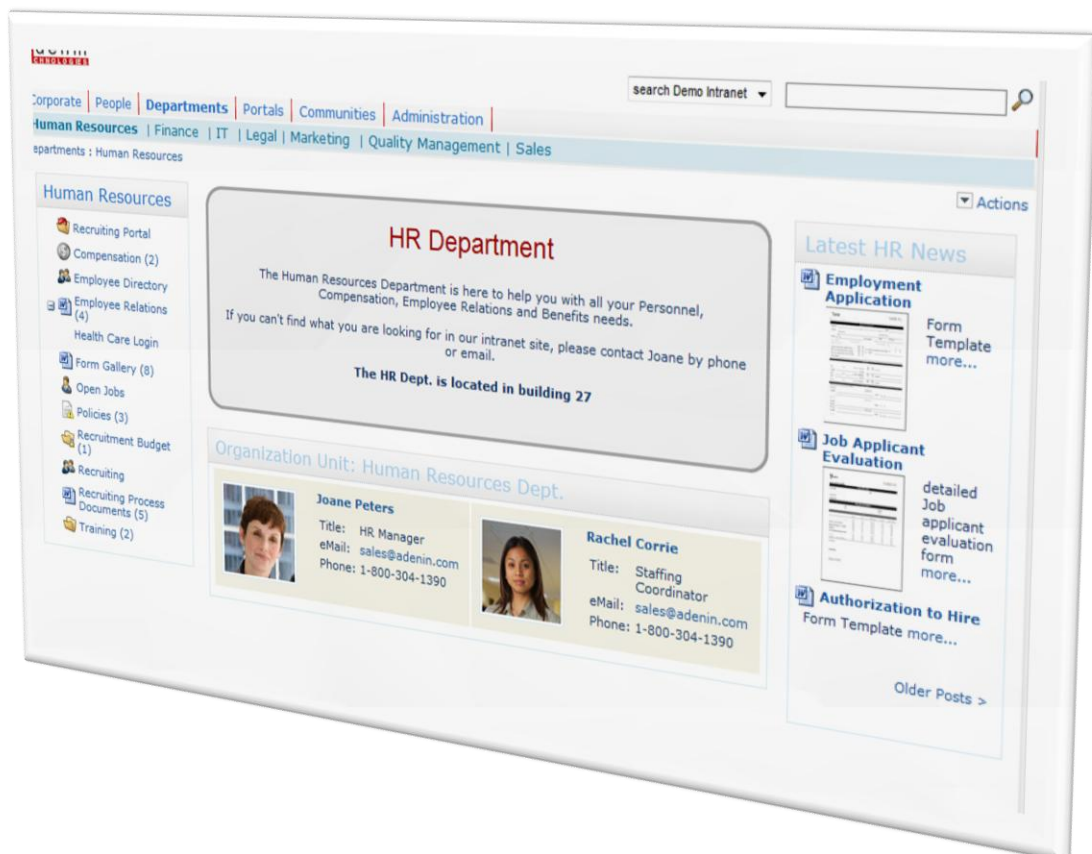 CHNOLOGIES
search Demo Intranet
Corporate | People | Departments | Portals | Communities | Administration |
Human Resources | Finance | IT | Legal | Marketing | Quality Management | Sales
epartments : Human Resources
Actions
Human Resources
Recruiting Portal
Compensation (2)
Employee Directory
Employee Relations
(4)
Health Care Login
Form Gallery (8)
Open Jobs
Policies (3)
Recruitment Budget
(1)
Recruiting
Recruiting Process
Documents (5)
Training (2)
HR Department
The Human Resources Department is here to help you with all your Personnel,
Compensation, Employee Relations and Benefits needs.
If you can't find what you are looking for in our intranet site, please contact Joane by phone
or email.
The HR Dept. is located in building 27
Organization Unit: Human Resources Dept.
Joane Peters
Title: HR Manager
eMail: sales@adenin.com
Phone: 1-800-304-1390
Rachel Corrie
Title: Staffing
Coordinator
eMail: sales@adenin.com
Phone: 1-800-304-1390
Latest HR News
Employment
Application
Form
Template
more...
Job Applicant
Evaluation
detailed
Job
applicant
evaluation
form
more...
Authorization to Hire
Form Template more...
Older Posts >